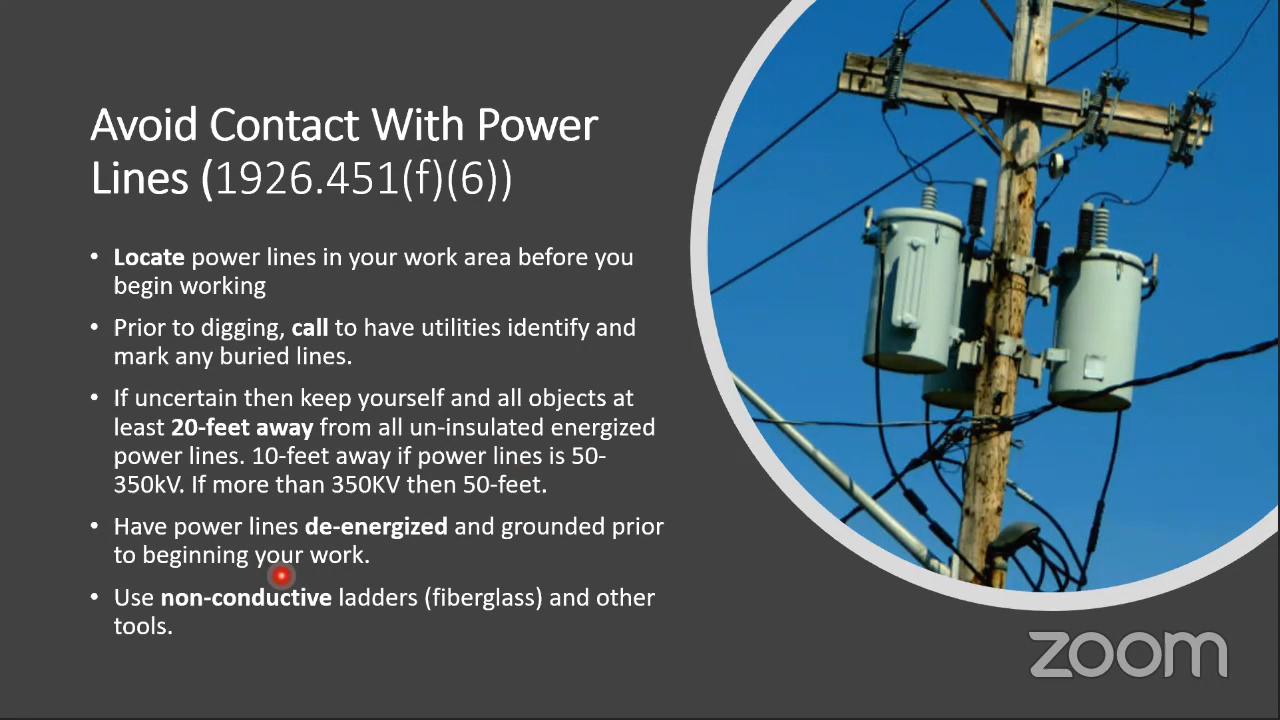 Avoid Contact With Power
Lines (1926.451(f)(6))
• Locate power lines in your work area before you
begin working
• Prior to digging, call to have utilities identify and
mark any buried lines.
• If uncertain then keep yourself and all objects at
least 20-feet away from all un-insulated energized
power lines. 10-feet away if power lines is 50-
350kV. If more than 350KV then 50-feet.
• Have power lines de-energized and grounded prior
to beginning your work.
• Use non-conductive ladders (fiberglass) and other
tools.
zoom